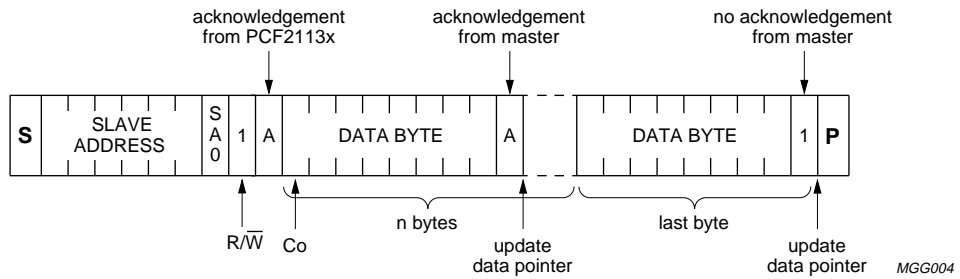 acknowledgement
from PCF2113x
acknowledgement
from master
no acknowledgement
from master
S
SLAVE
ADDRESS
S
A
0
1
A
DATA BYTE
A
DATA BYTE
1
P
n bytes
last byte
R/W̅
Co
update
data pointer
update
data pointer
MGG004